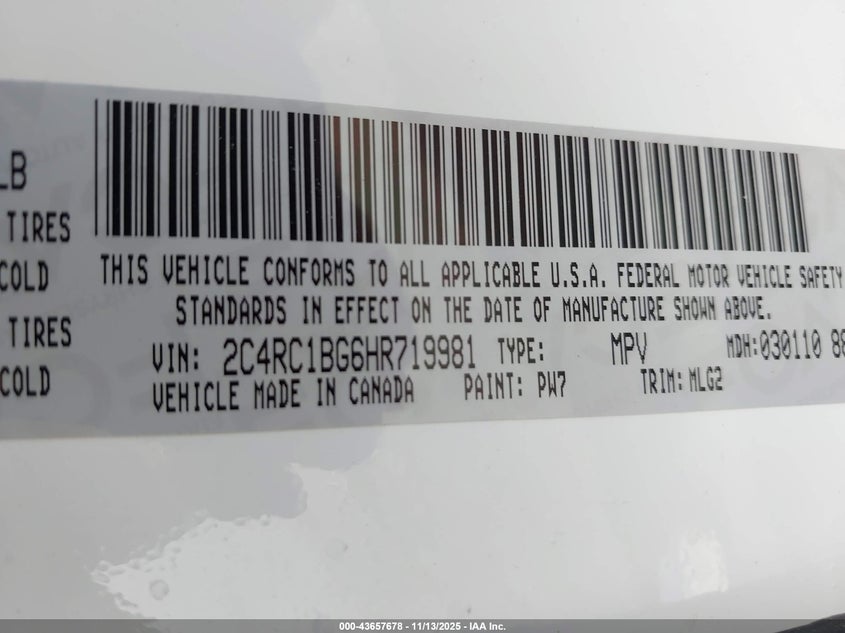 LB
TIRES
COLD
TIRES
COLD
THIS VEHICLE CONFORMS TO ALL APPLICABLE U.S.A. FEDERAL MOTOR VEHICLE SAFETY
STANDARDS IN EFFECT ON THE DATE OF MANUFACTURE SHOWN ABOVE.
VIN: 2C4RC1BG6HR719981 TYPE: MPV MDH:030110 88
VEHICLE MADE IN CANADA PAINT: PW7 TRIM: MLG2
000-43657678 - 11/13/2025 - IAA Inc.